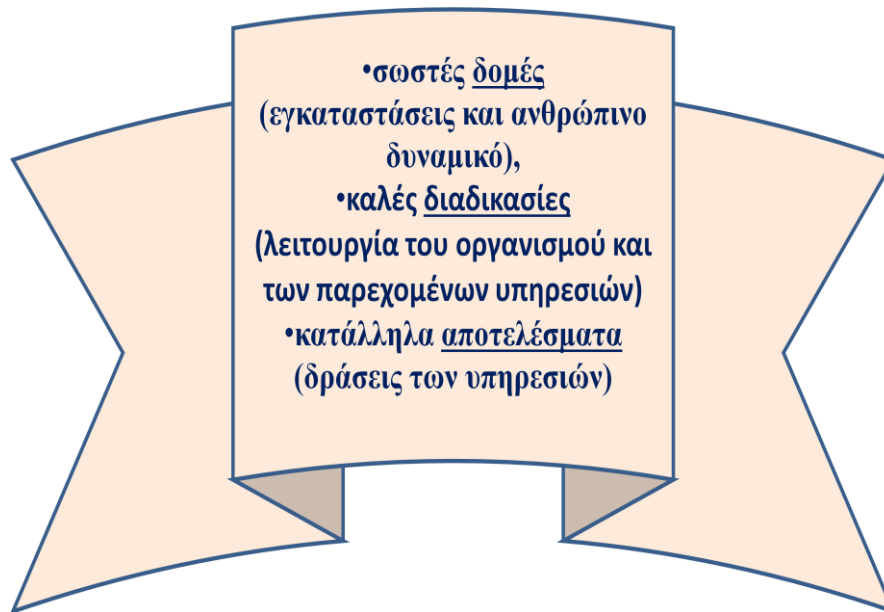 •σωστές δομές
(εγκαταστάσεις και ανθρώπινο
δυναμικό),
•καλές διαδικασίες
(λειτουργία του οργανισμού και
των παρεχομένων υπηρεσιών)
•κατάλληλα αποτελέσματα
(δράσεις των υπηρεσιών)